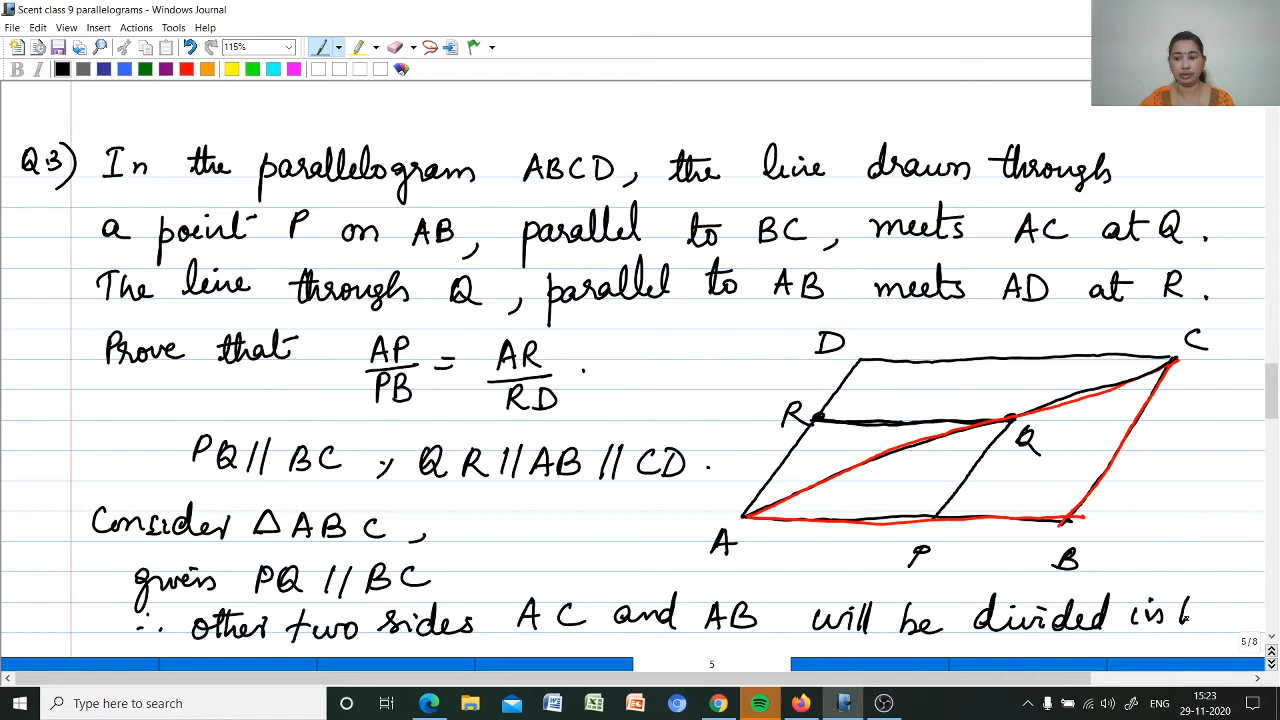 Scent class 9 parallelograms - Windows Journal
File Edit View Insert Actions Tools Help
115%
B I
Q3) In the parallelogram ABCD, the line drawn through
a point P on AB, parallel to BC, meets AC at Q.
The line through Q, parallel to AB meets AD at R.
Prove that AP/PB = AR/RD.
D C
R Q
A P B
PQ // BC, QR // AB // CD.
Consider △ABC,
given PQ // BC
∴ other two sides AC and AB will be divided in
5/8
5
Type here to search
ENG
15:23
29-11-2020